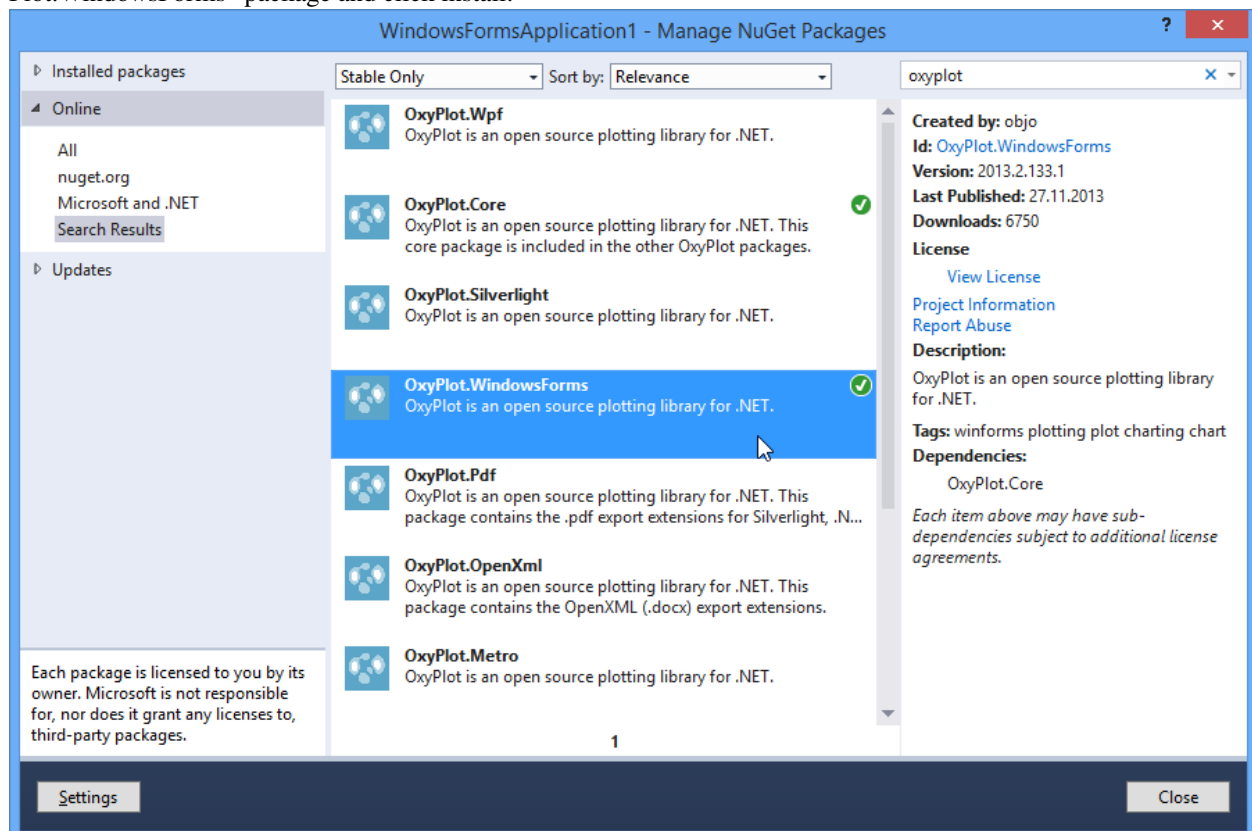 Plot.WindowsForms" package and click install.
WindowsFormsApplication1 - Manage NuGet Packages
?
×
Installed packages
Online
All
nuget.org
Microsoft and .NET
Search Results
Updates
Each package is licensed to you by its
owner. Microsoft is not responsible
for, nor does it grant any licenses to,
third-party packages.
Stable Only
Sort by: Relevance
OxyPlot.Wpf
OxyPlot is an open source plotting library for .NET.
OxyPlot.Core
OxyPlot is an open source plotting library for .NET. This
core package is included in the other OxyPlot packages.
OxyPlot.Silverlight
OxyPlot is an open source plotting library for .NET.
OxyPlot.WindowsForms
OxyPlot is an open source plotting library for .NET.
OxyPlot.Pdf
OxyPlot is an open source plotting library for .NET. This
package contains the .pdf export extensions for Silverlight, .N...
OxyPlot.OpenXml
OxyPlot is an open source plotting library for .NET. This
package contains the OpenXML (.docx) export extensions.
OxyPlot.Metro
OxyPlot is an open source plotting library for .NET.
1
oxyplot
Created by: objo
Id: OxyPlot.WindowsForms
Version: 2013.2.133.1
Last Published: 27.11.2013
Downloads: 6750
License
View License
Project Information
Report Abuse
Description:
OxyPlot is an open source plotting library
for .NET.
Tags: winforms plotting plot charting chart
Dependencies:
OxyPlot.Core
Each item above may have sub-
dependencies subject to additional license
agreements.
Settings
Close